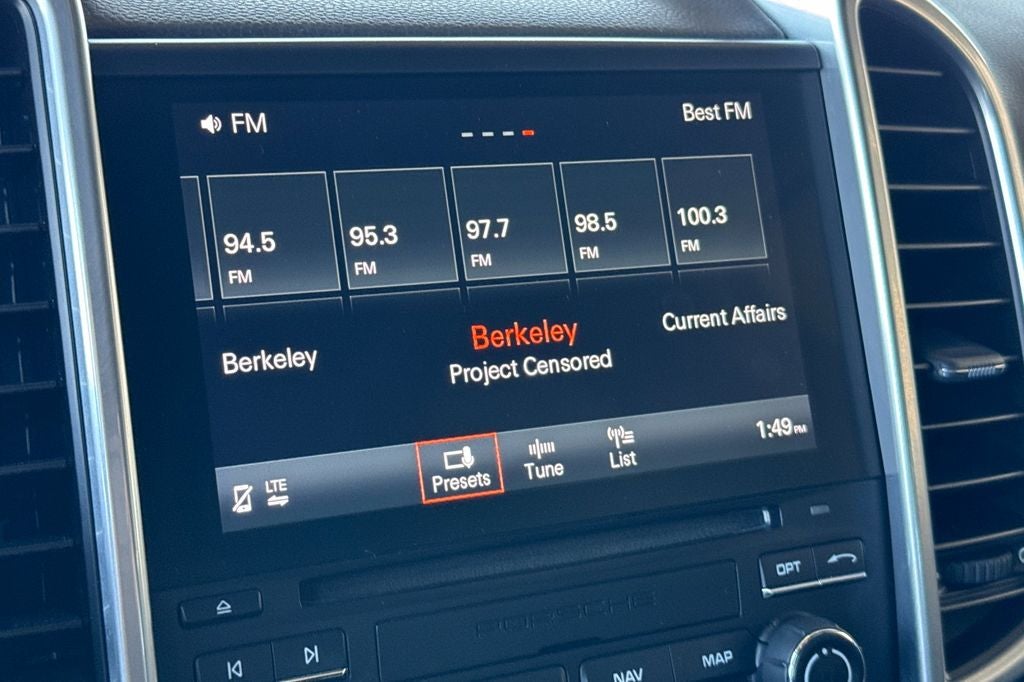 FM
Best FM
94.5
FM
95.3
FM
97.7
FM
98.5
FM
100.3
FM
Berkeley
Berkeley
Project Censored
Current Affairs
LTE
Presets
Tune
List
1:49 PM
OPT
PORSCHE
NAV
MAP